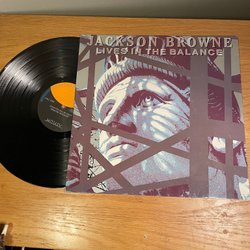 JACKSON BROWNE
LIVES IN THE BALANCE